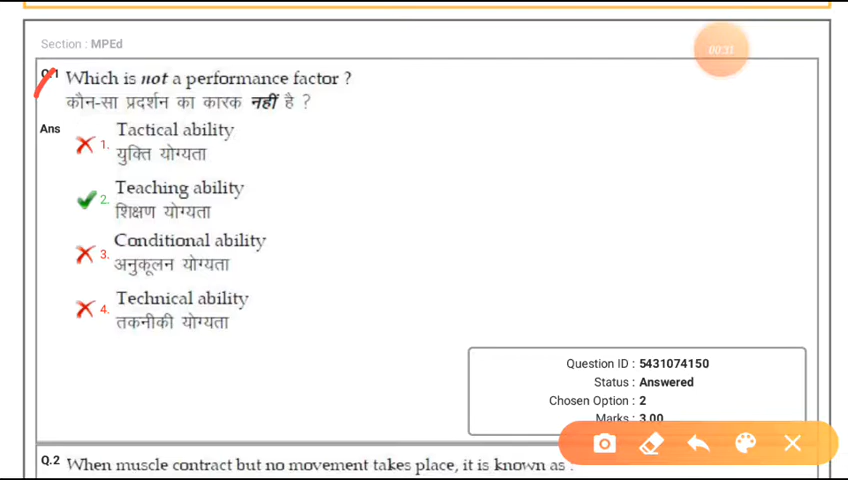 Section : MPEd
00:31
Q.1 Which is not a performance factor ?
कौन-सा प्रदर्शन का कारक नहीं है ?
Ans
1. Tactical ability
युक्ति योग्यता
2. Teaching ability
शिक्षण योग्यता
3. Conditional ability
अनुकूलन योग्यता
4. Technical ability
तकनीकी योग्यता
Question ID : 5431074150
Status : Answered
Chosen Option : 2
Marks : 3.00
Q.2 When muscle contract but no movement takes place, it is known as :